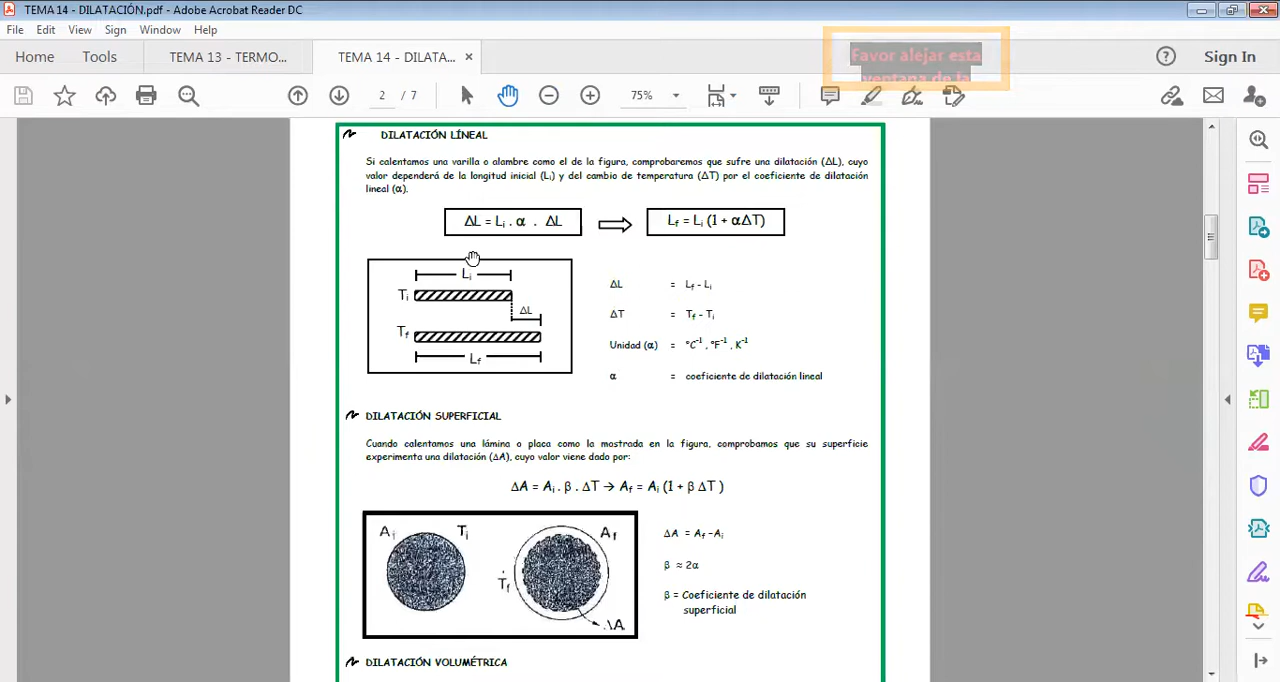 TEMA 14 - DILATACIÓN.pdf - Adobe Acrobat Reader DC
File Edit View Sign Window Help
Home Tools TEMA 13 - TERMO... TEMA 14 - DILATA... × Favor alejar esta ventana de la ? Sign In
2 / 7 75%
DILATACIÓN LÍNEAL
Si calentamos una varilla o alambre como el de la figura, comprobaremos que sufre una dilatación (ΔL), cuyo
valor dependerá de la longitud inicial (Lᵢ) y del cambio de temperatura (ΔT) por el coeficiente de dilatación
lineal (α).
ΔL = Lᵢ . α . ΔL ⇒ L_f = Lᵢ (1 + αΔT)
Lᵢ
Tᵢ
ΔL
T_f
L_f
ΔL = L_f - Lᵢ
ΔT = T_f - Tᵢ
Unidad (α) = °C⁻¹ , °F⁻¹ , K⁻¹
α = coeficiente de dilatación lineal
DILATACIÓN SUPERFICIAL
Cuando calentamos una lámina o placa como la mostrada en la figura, comprobamos que su superficie
experimenta una dilatación (ΔA), cuyo valor viene dado por:
ΔA = Aᵢ . β . ΔT → A_f = Aᵢ (1 + β ΔT )
Aᵢ Tᵢ A_f
T_f
ΔA
ΔA = A_f - Aᵢ
β ≈ 2α
β = Coeficiente de dilatación
superficial
DILATACIÓN VOLUMÉTRICA